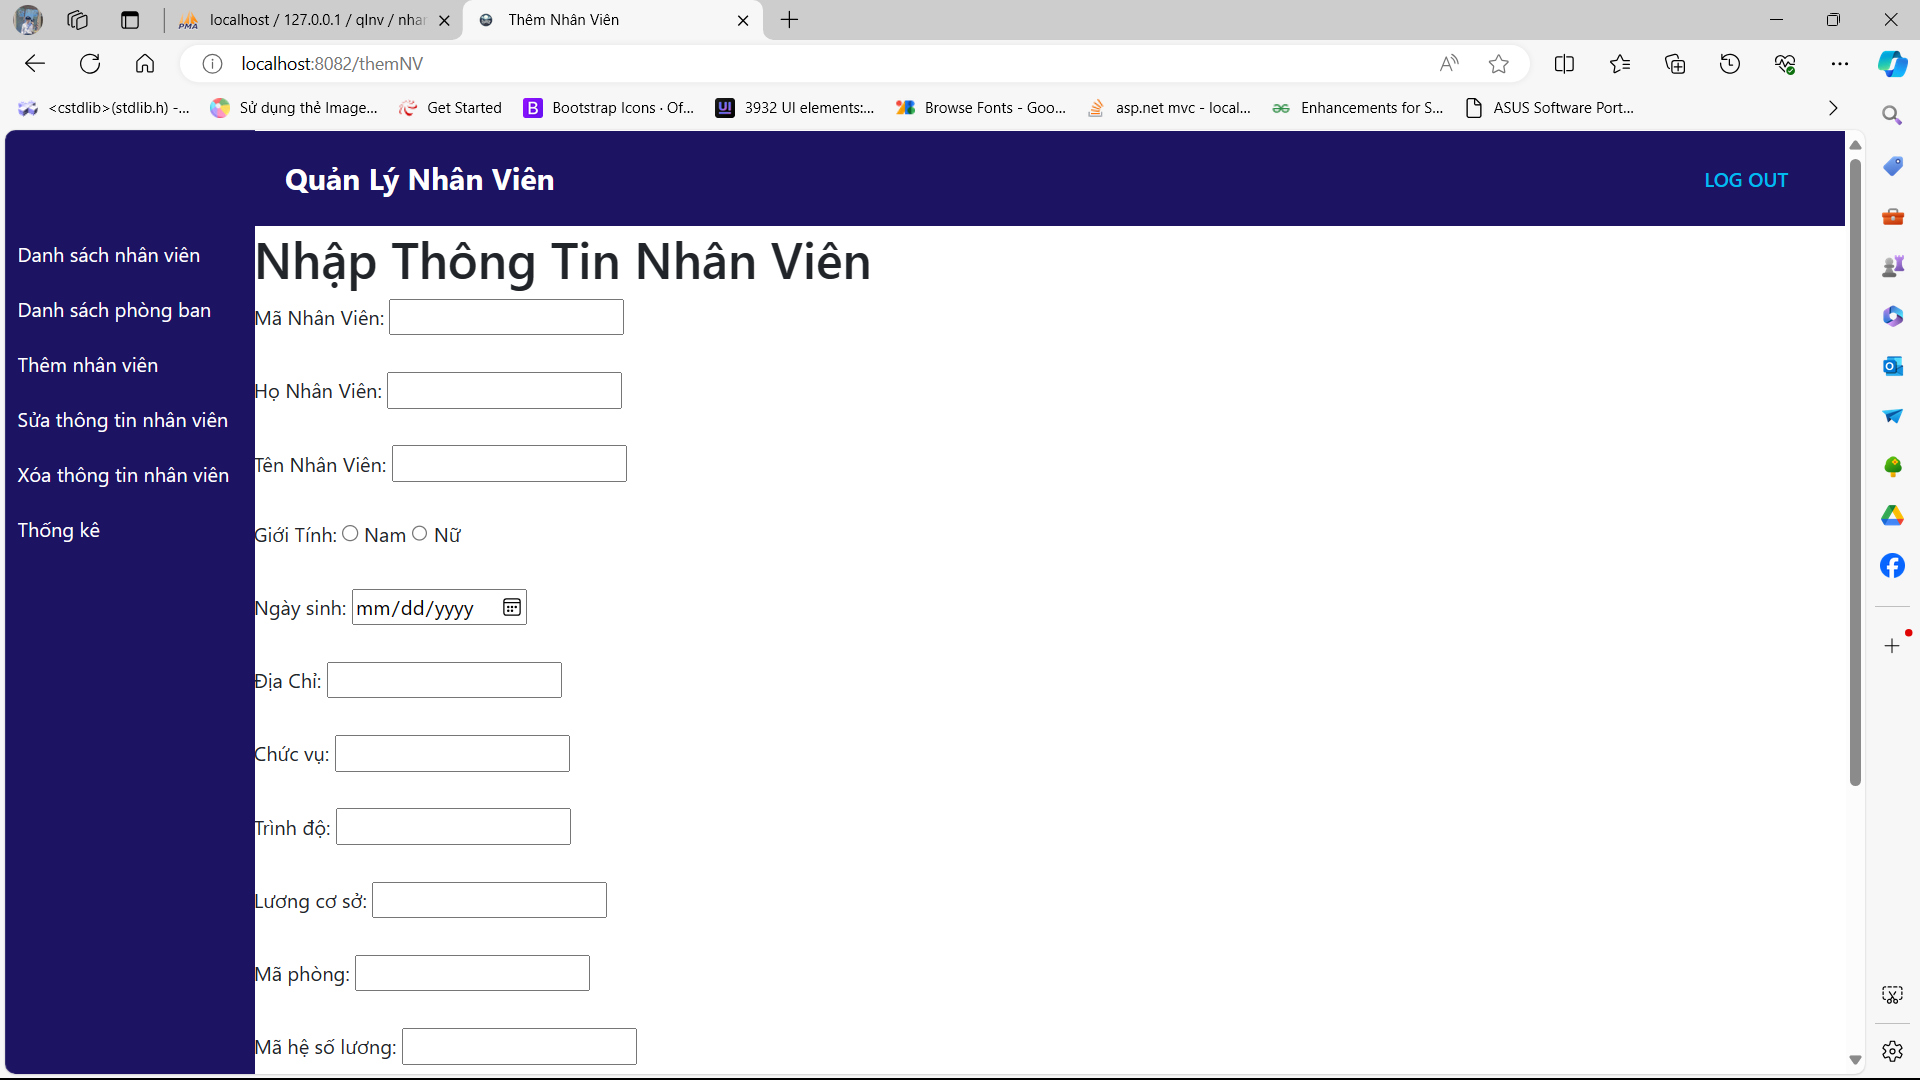 localhost / 127.0.0.1 / qlnv / nhan
Thêm Nhân Viên
localhost:8082/themNV
<cstdlib>(stdlib.h) -...
Sử dụng thẻ Image...
Get Started
Bootstrap Icons · Of...
3932 UI elements:...
Browse Fonts - Goo...
asp.net mvc - local...
Enhancements for S...
ASUS Software Port...
Quản Lý Nhân Viên
LOG OUT
Danh sách nhân viên
Danh sách phòng ban
Thêm nhân viên
Sửa thông tin nhân viên
Xóa thông tin nhân viên
Thống kê
Nhập Thông Tin Nhân Viên
Mã Nhân Viên:
Họ Nhân Viên:
Tên Nhân Viên:
Giới Tính: Nam Nữ
Ngày sinh: mm/dd/yyyy
Địa Chỉ:
Chức vụ:
Trình độ:
Lương cơ sở:
Mã phòng:
Mã hệ số lương: